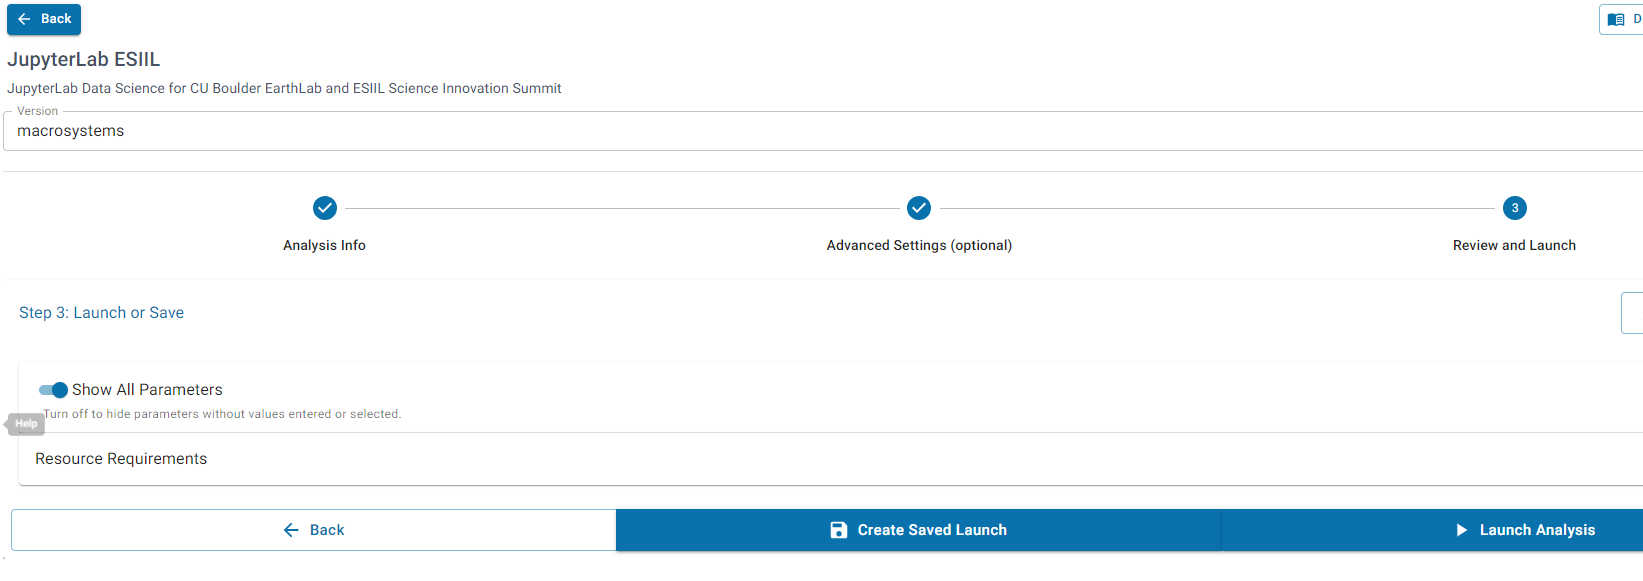 Back
D
JupyterLab ESIIL
JupyterLab Data Science for CU Boulder EarthLab and ESIIL Science Innovation Summit
Version
macrosystems
3
Analysis Info
Advanced Settings (optional)
Review and Launch
Step 3: Launch or Save
Show All Parameters
Turn off to hide parameters without values entered or selected.
Help
Resource Requirements
Back
Create Saved Launch
Launch Analysis